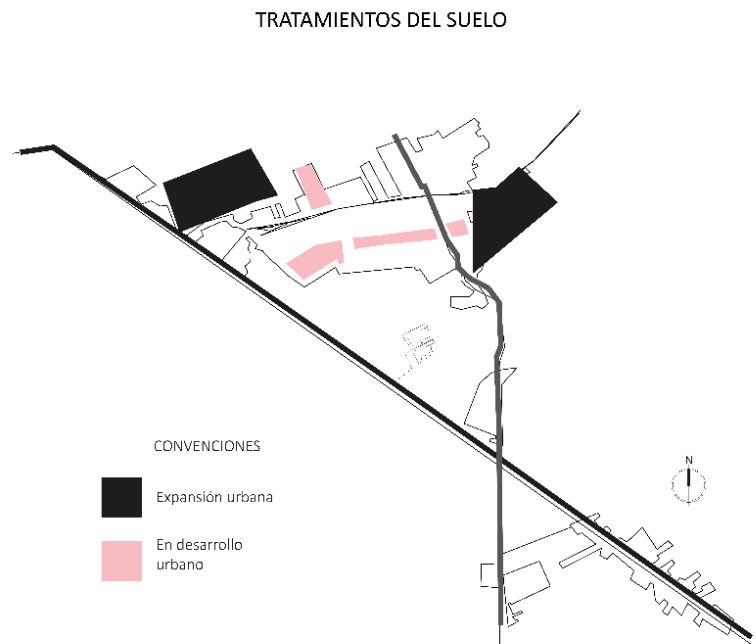 TRATAMIENTOS DEL SUELO
CONVENCIONES
N
Expansión urbana
En desarrollo
urbano